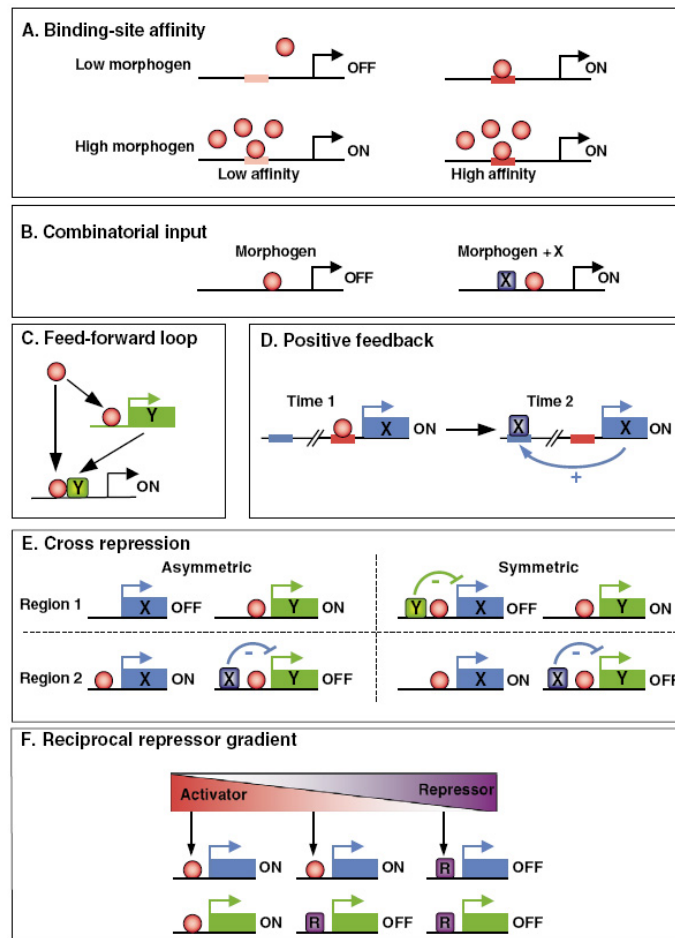 A. Binding-site affinity
Low morphogen OFF ON
High morphogen ON ON
Low affinity High affinity
B. Combinatorial input
Morphogen Morphogen + X
OFF X ON
C. Feed-forward loop
Y
Y ON
D. Positive feedback
Time 1 Time 2
X ON X X ON
+
E. Cross repression
Asymmetric Symmetric
Region 1 X OFF Y ON Y - X OFF Y ON
Region 2 X ON X - Y OFF X ON X - Y OFF
F. Reciprocal repressor gradient
Activator Repressor
ON ON R OFF
ON R OFF R OFF